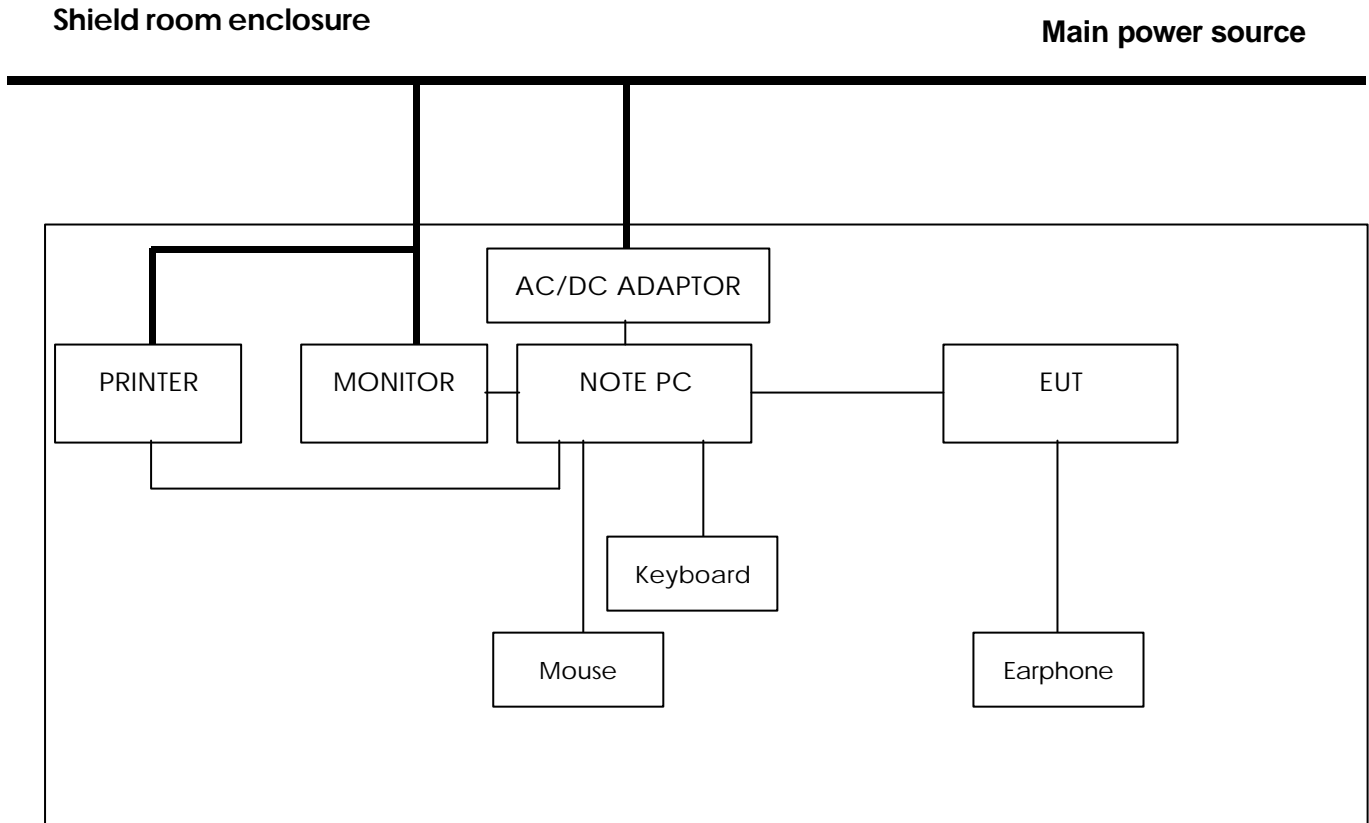 Shield room enclosure
Main power source
AC/DC ADAPTOR
PRINTER
MONITOR
NOTE PC
EUT
Keyboard
Mouse
Earphone